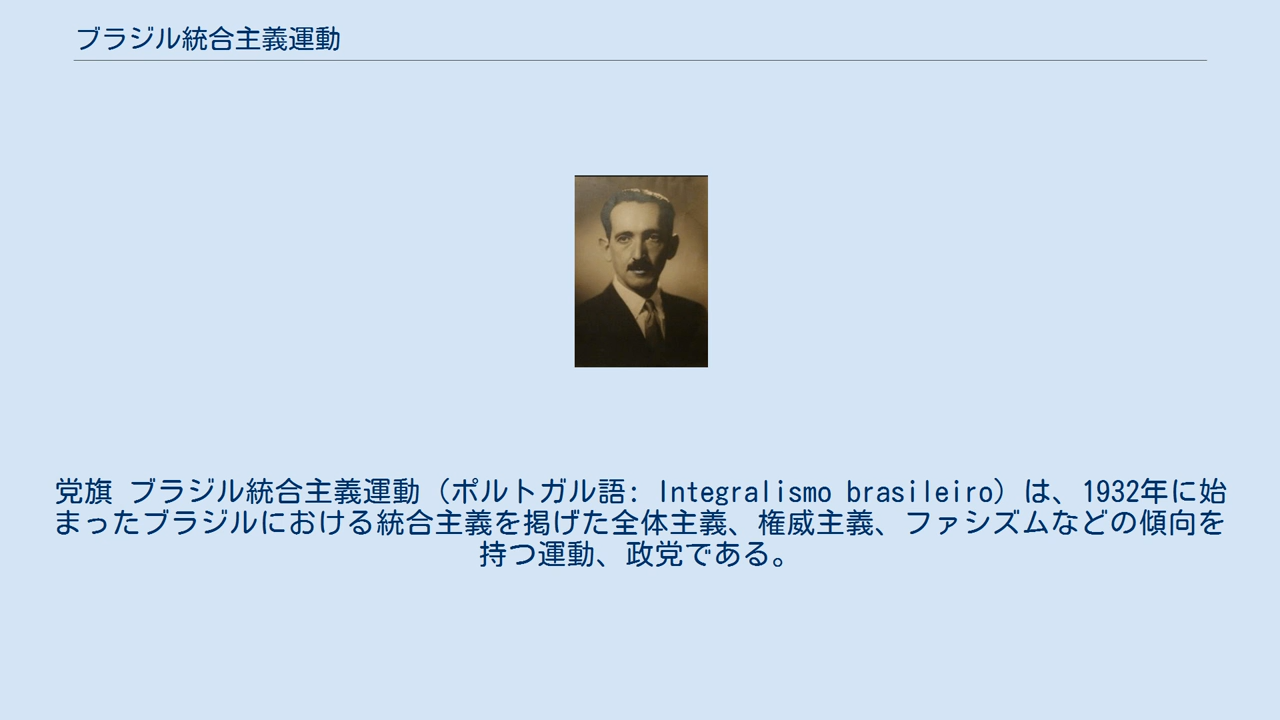 ブラジル統合主義運動
党旗 ブラジル統合主義運動（ポルトガル語: Integralismo brasileiro）は、1932年に始
まったブラジルにおける統合主義を掲げた全体主義、権威主義、ファシズムなどの傾向を
持つ運動、政党である。